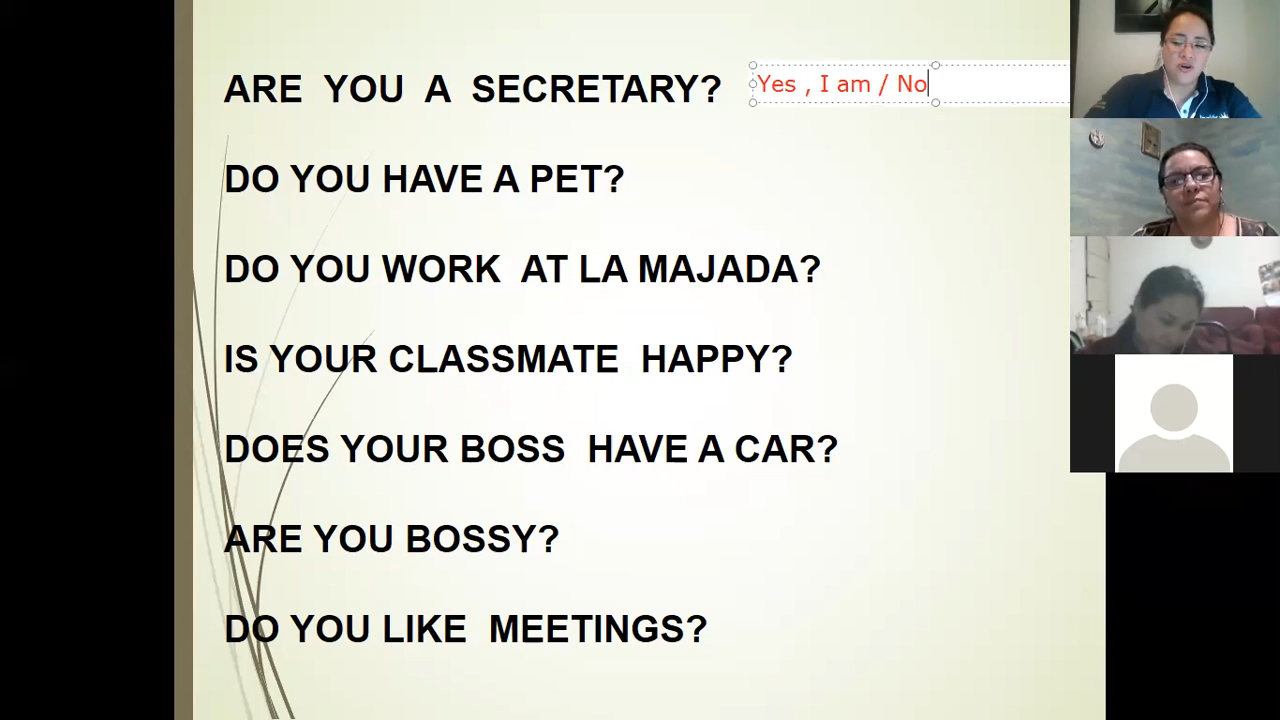 ARE YOU A SECRETARY? Yes , I am / No
DO YOU HAVE A PET?
DO YOU WORK AT LA MAJADA?
IS YOUR CLASSMATE HAPPY?
DOES YOUR BOSS HAVE A CAR?
ARE YOU BOSSY?
DO YOU LIKE MEETINGS?